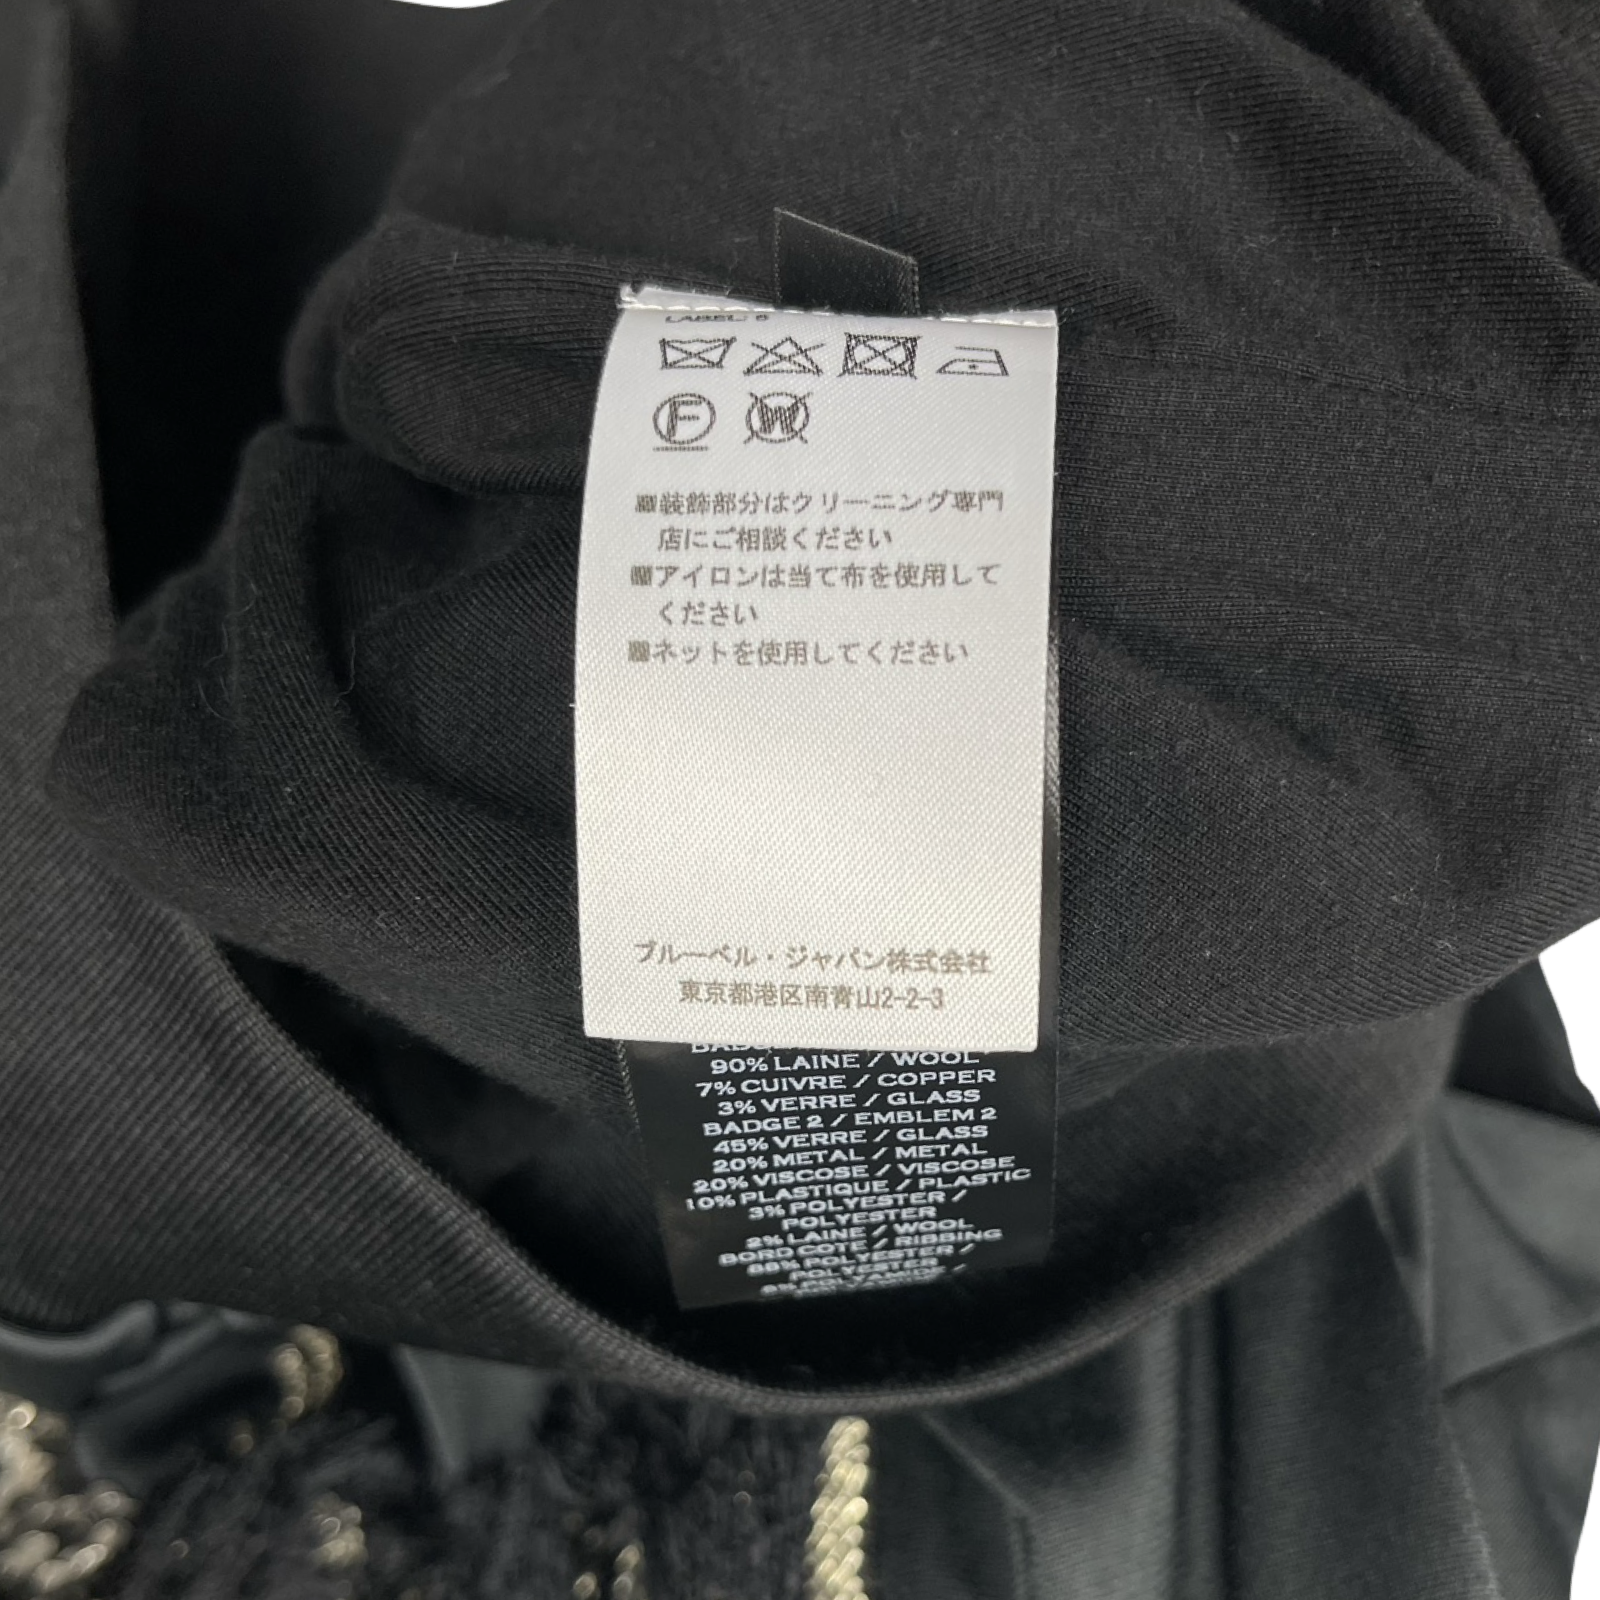 LABEL: 6
F W
■装飾部分はクリーニング専門
店にご相談ください
■アイロンは当て布を使用して
ください
■ネットを使用してください
ブルーベル・ジャパン株式会社
東京都港区南青山2-2-3
90% LAINE / WOOL
7% CUIVRE / COPPER
3% VERRE / GLASS
BADGE 2 / EMBLEM 2
45% VERRE / GLASS
20% METAL / METAL
20% VISCOSE / VISCOSE
10% PLASTIQUE / PLASTIC
3% POLYESTER /
POLYESTER
2% LAINE / WOOL
BORD COTE / RIBBING
88% POLYESTER /
POLYESTER